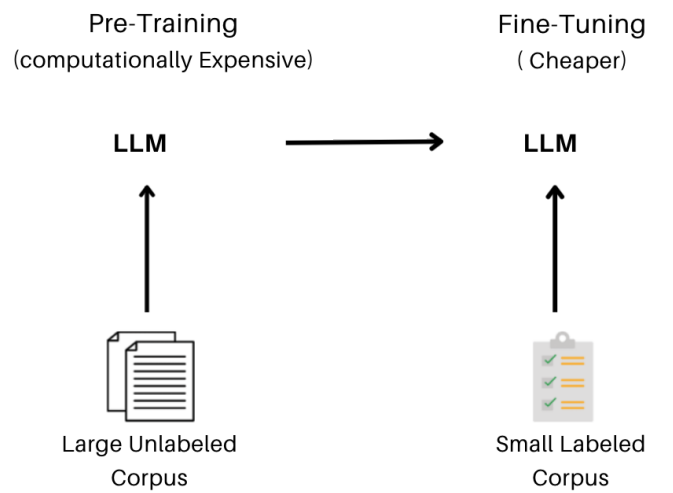 Pre-Training
(computationally Expensive)
Fine-Tuning
( Cheaper)
LLM
LLM
Large Unlabeled
Corpus
Small Labeled
Corpus